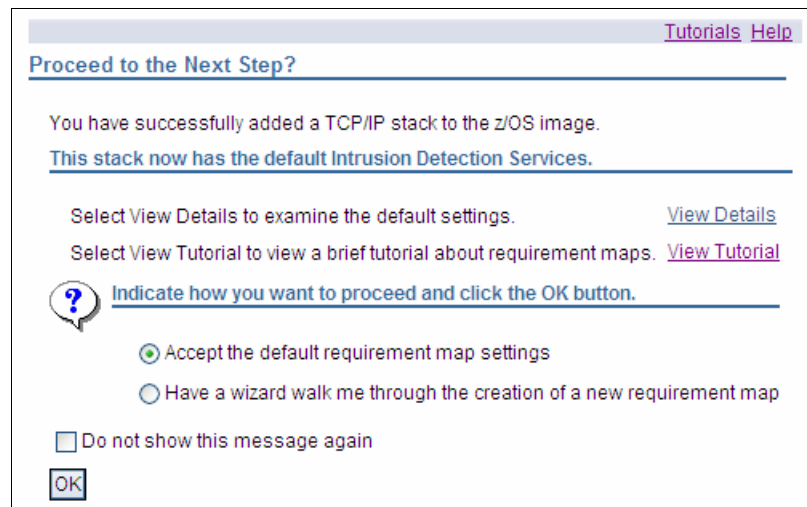 Tutorials Help
Proceed to the Next Step?
You have successfully added a TCP/IP stack to the z/OS image.
This stack now has the default Intrusion Detection Services.
Select View Details to examine the default settings. View Details
Select View Tutorial to view a brief tutorial about requirement maps. View Tutorial
? Indicate how you want to proceed and click the OK button.
Accept the default requirement map settings
Have a wizard walk me through the creation of a new requirement map
Do not show this message again
OK